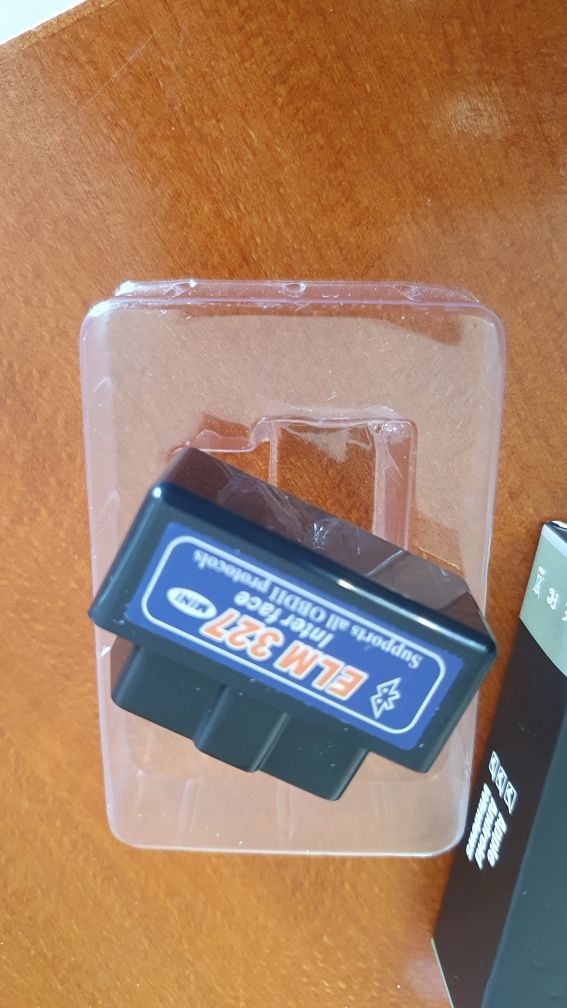 ELM 327
MINI
Inter face
Supports all OBDII protocols